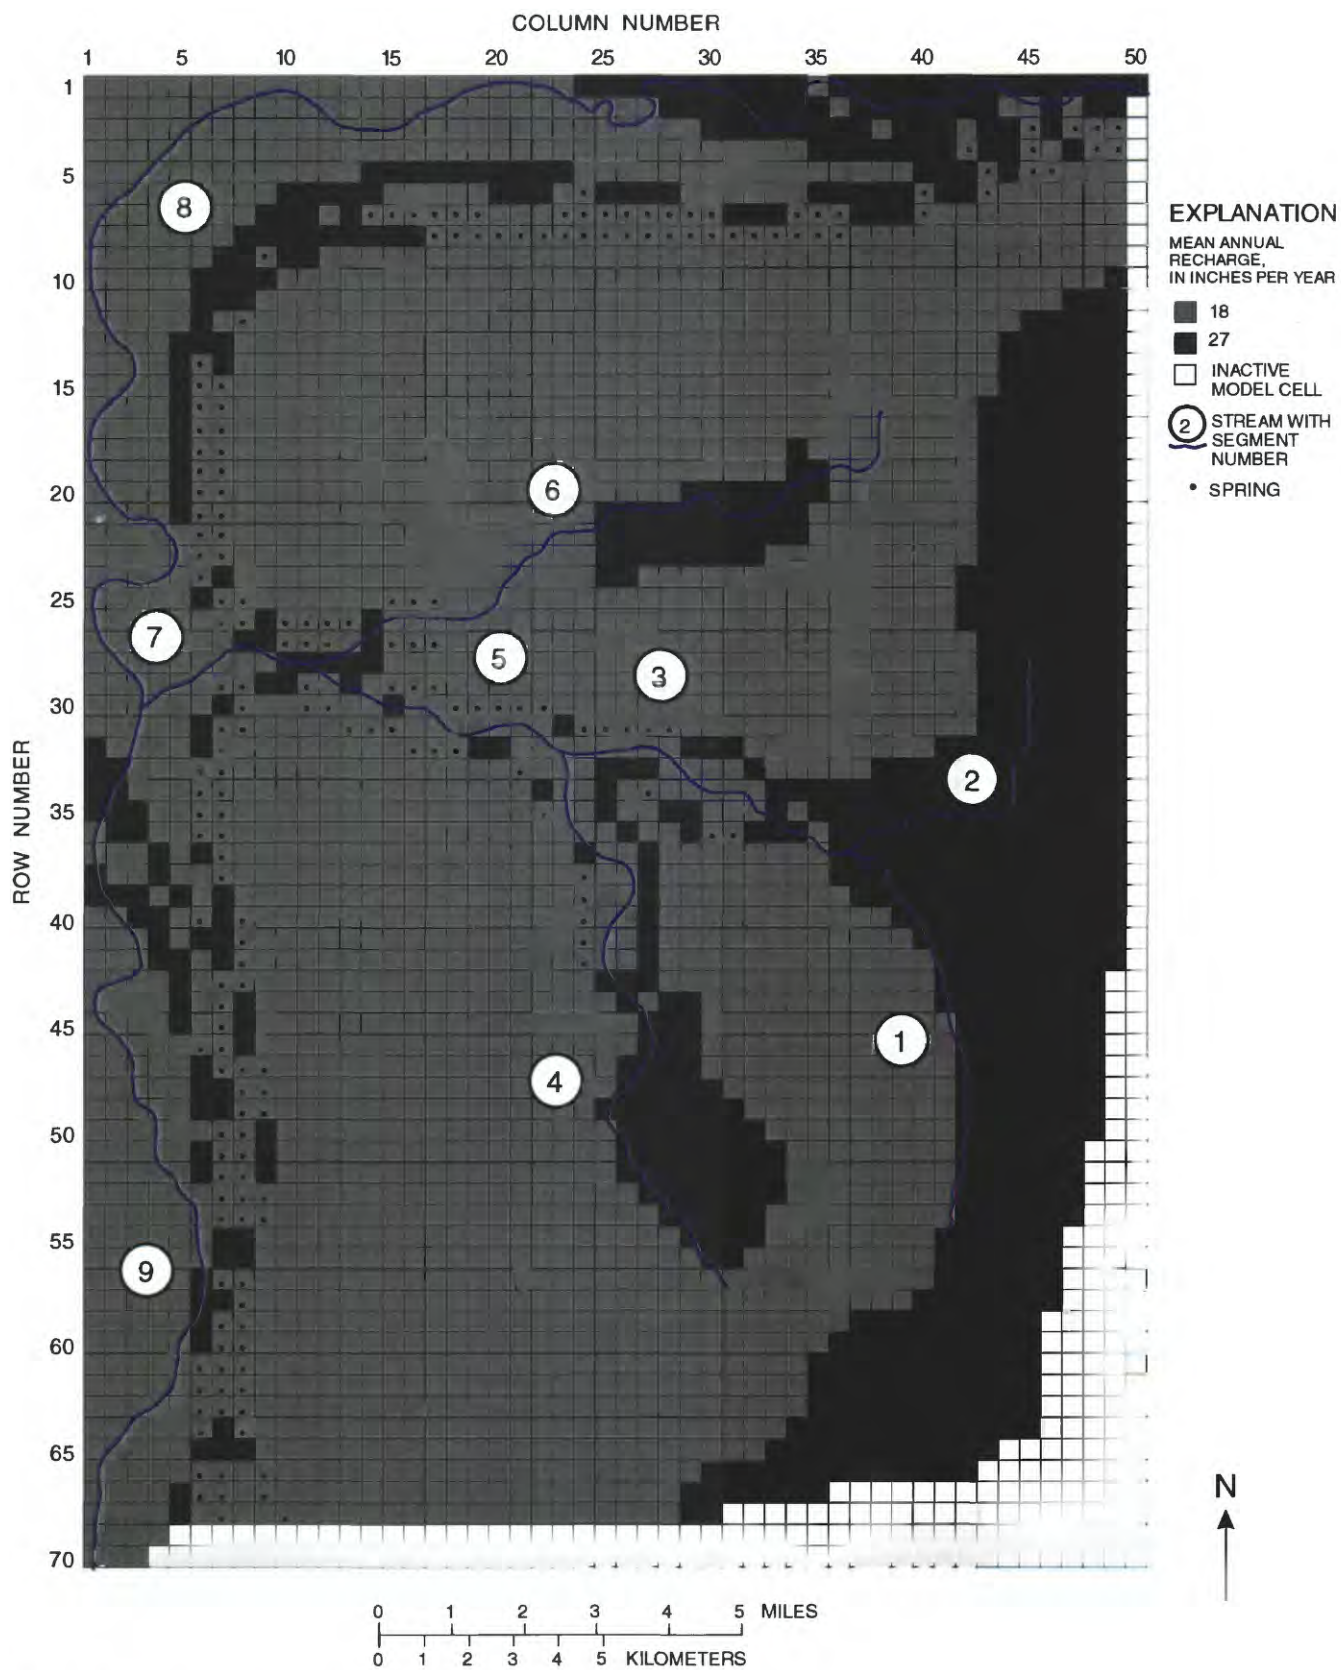 COLUMN NUMBER
1 5 10 15 20 25 30 35 40 45 50
1
5
10
15
20
25
30
35
40
45
50
55
60
65
70
ROW NUMBER
8
6
7
5
3
2
1
4
9
EXPLANATION
MEAN ANNUAL
RECHARGE,
IN INCHES PER YEAR
18
27
INACTIVE
MODEL CELL
2 STREAM WITH
SEGMENT
NUMBER
• SPRING
N
0 1 2 3 4 5 MILES
0 1 2 3 4 5 KILOMETERS